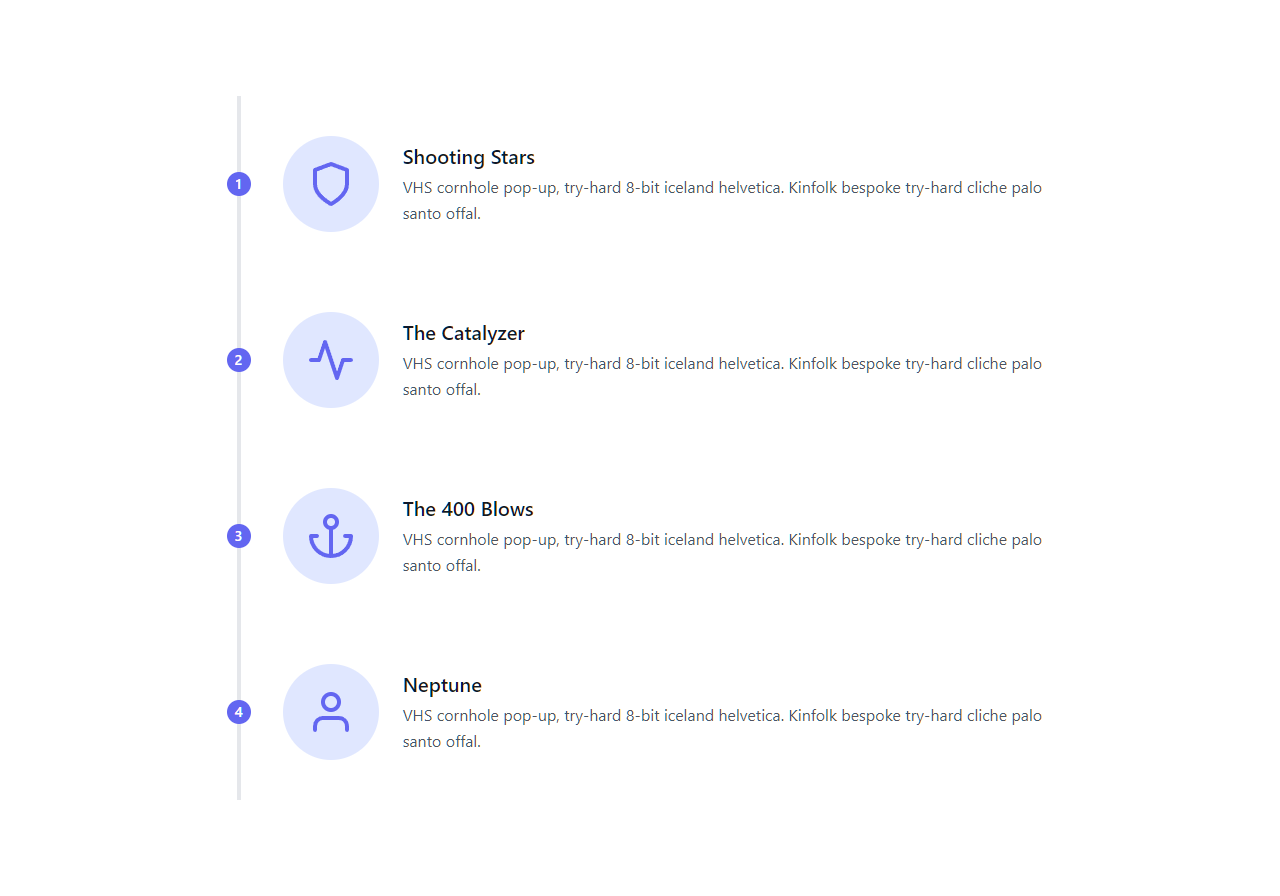 1
Shooting Stars
VHS cornhole pop-up, try-hard 8-bit iceland helvetica. Kinfolk bespoke try-hard cliche palo
santo offal.
2
The Catalyzer
VHS cornhole pop-up, try-hard 8-bit iceland helvetica. Kinfolk bespoke try-hard cliche palo
santo offal.
3
The 400 Blows
VHS cornhole pop-up, try-hard 8-bit iceland helvetica. Kinfolk bespoke try-hard cliche palo
santo offal.
4
Neptune
VHS cornhole pop-up, try-hard 8-bit iceland helvetica. Kinfolk bespoke try-hard cliche palo
santo offal.